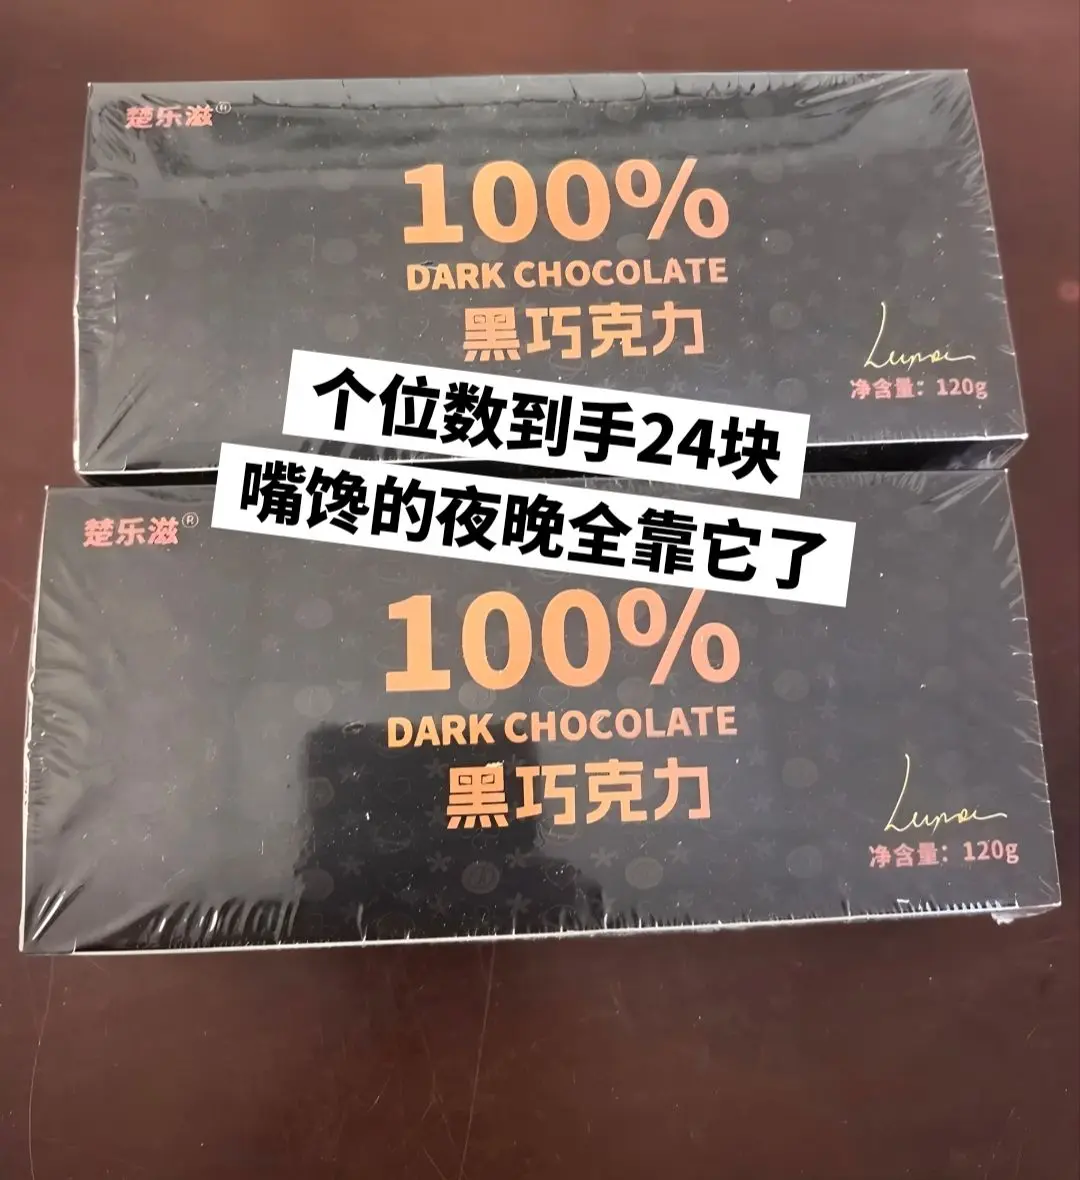 楚乐滋®
100%
DARK CHOCOLATE
黑巧克力
净含量：120g
个位数到手24块
嘴馋的夜晚全靠它了
楚乐滋®
100%
DARK CHOCOLATE
黑巧克力
净含量：120g